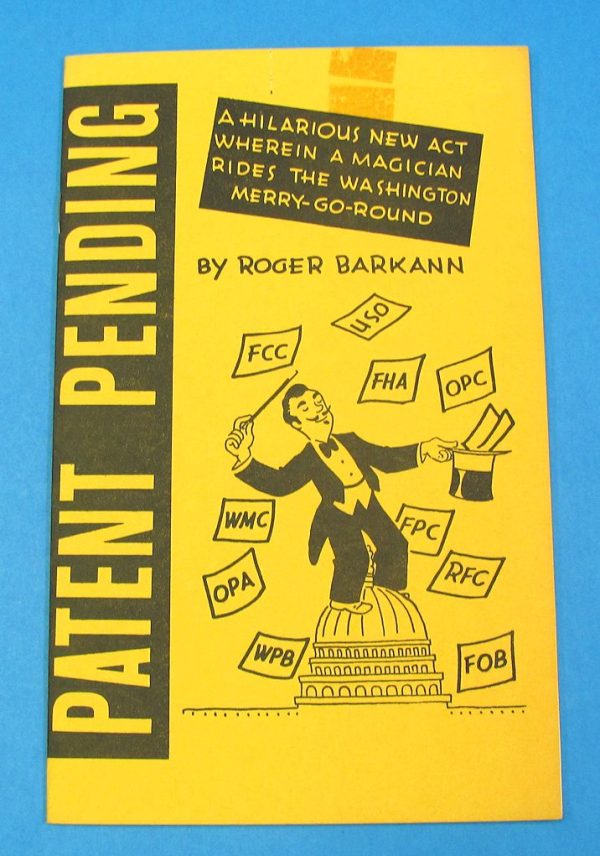 PATENT PENDING
A HILARIOUS NEW ACT
WHEREIN A MAGICIAN
RIDES THE WASHINGTON
MERRY-GO-ROUND
BY ROGER BARKANN
USO
FCC
FHA
OPC
WMC
FPC
OPA
RFC
WPB
FOB